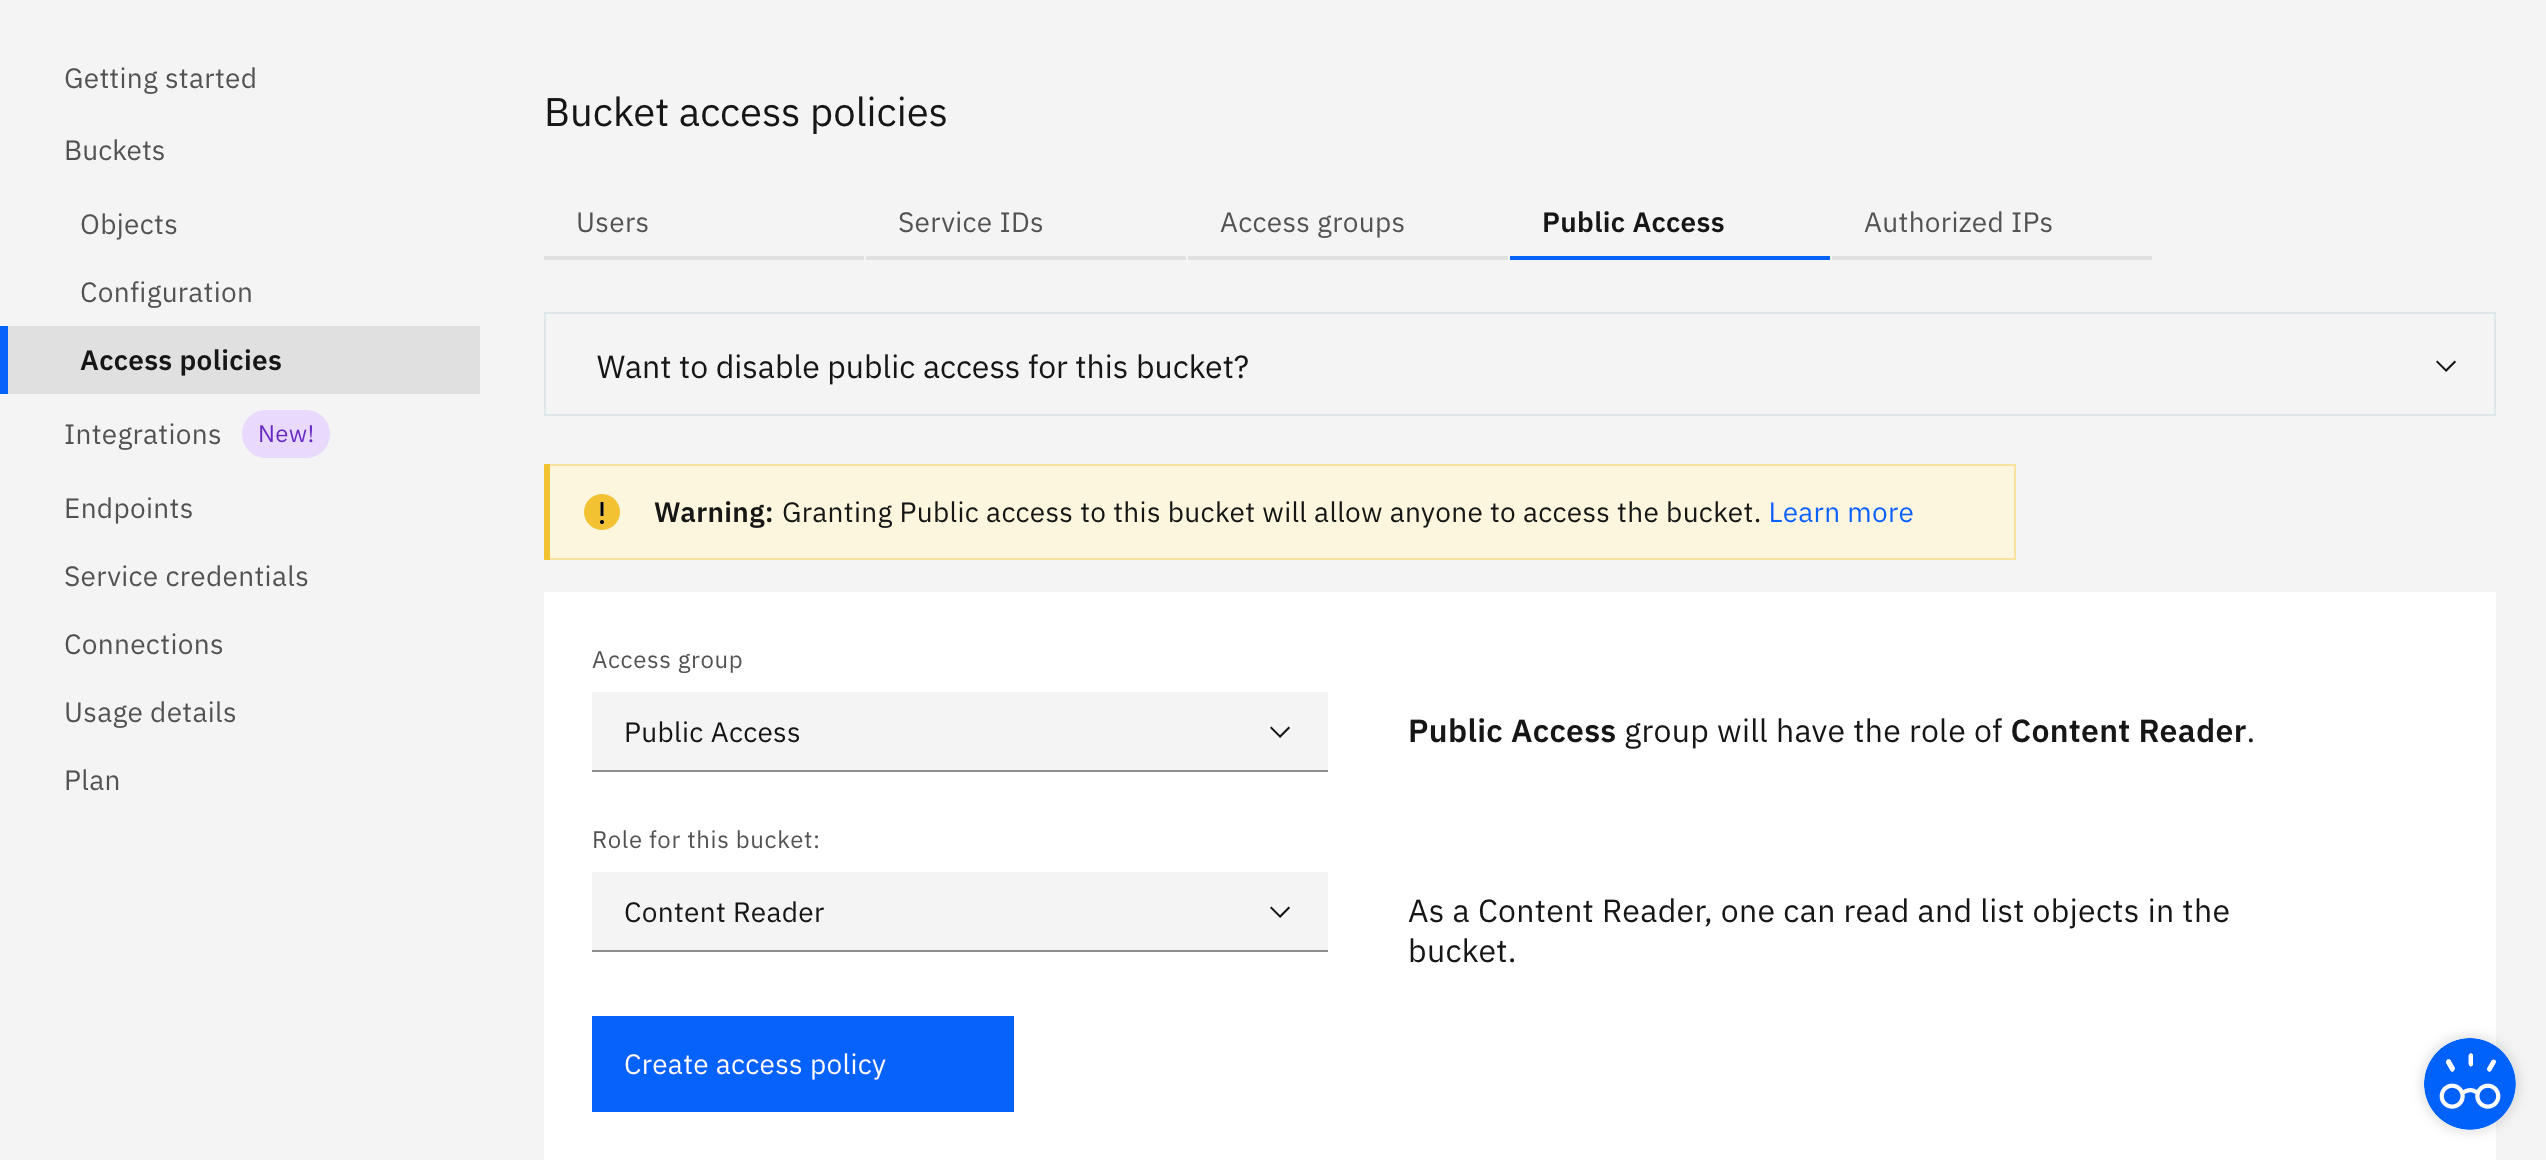 Getting started
Buckets
Objects
Configuration
Access policies
Integrations New!
Endpoints
Service credentials
Connections
Usage details
Plan
Bucket access policies
Users Service IDs Access groups Public Access Authorized IPs
Want to disable public access for this bucket?
Warning: Granting Public access to this bucket will allow anyone to access the bucket. Learn more
Access group
Public Access
Public Access group will have the role of Content Reader.
Role for this bucket:
Content Reader
As a Content Reader, one can read and list objects in the
bucket.
Create access policy